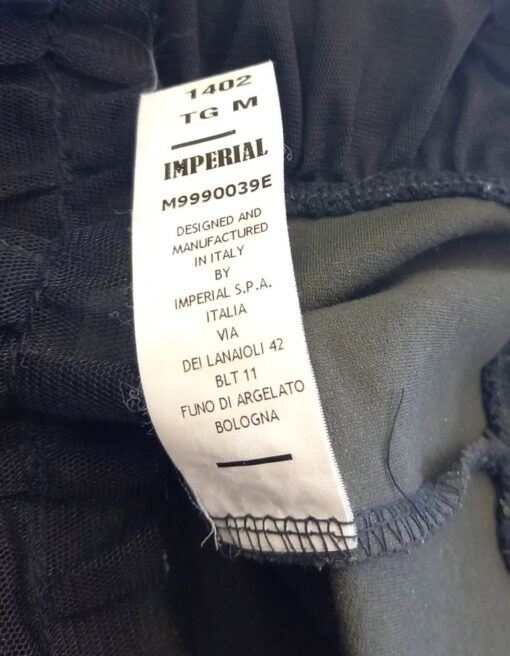 1402
TG M
IMPERIAL
M9990039E
DESIGNED AND
MANUFACTURED
IN ITALY
BY
IMPERIAL S.P.A.
ITALIA
VIA
DEI LANAIOLI 42
BLT 11
FUNO DI ARGELATO
BOLOGNA